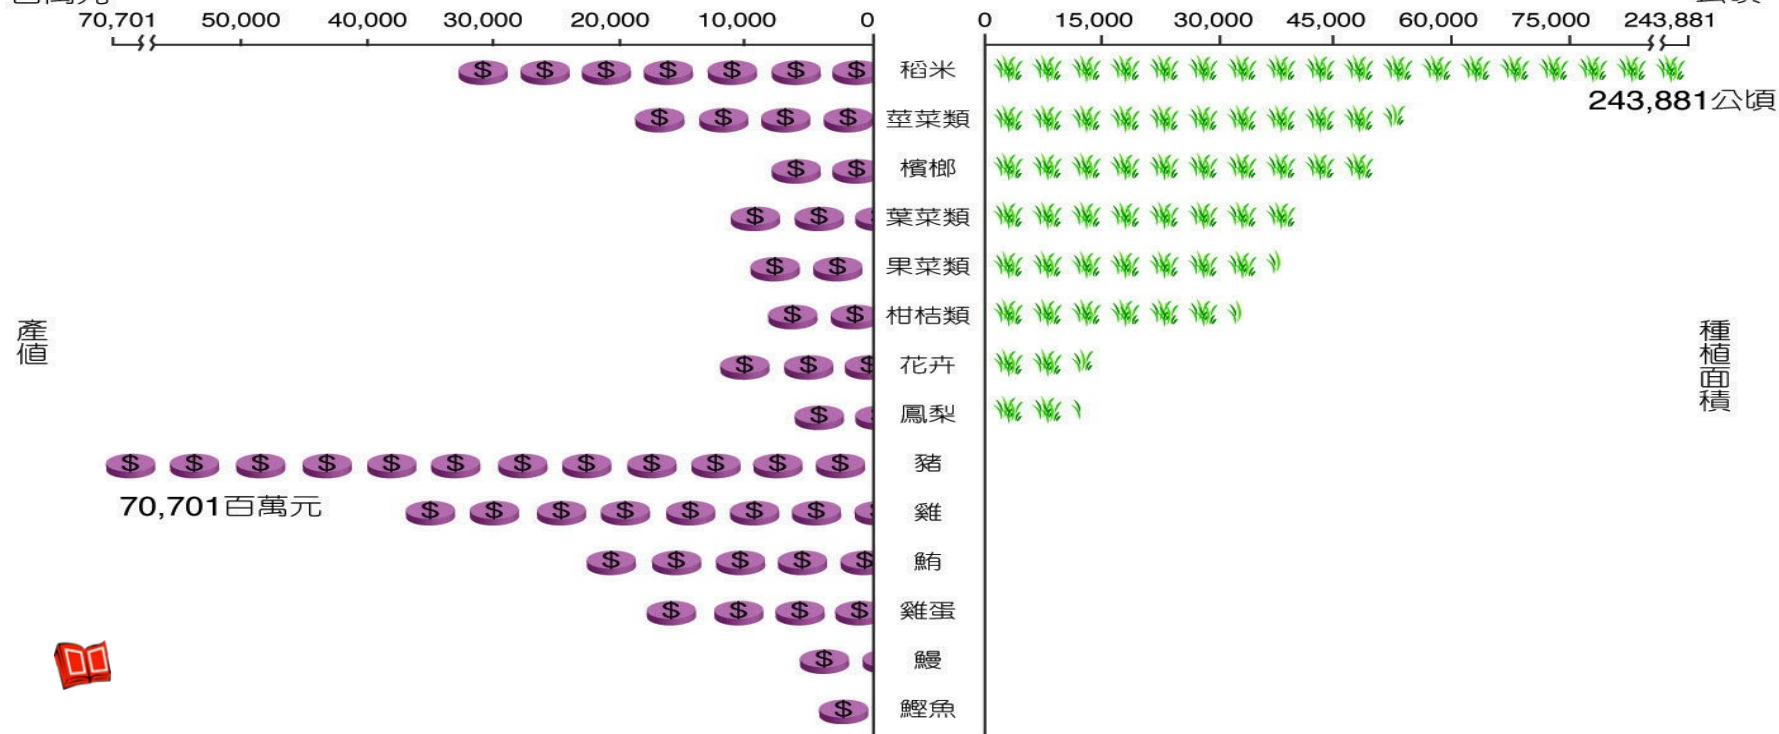 70,701 50,000 40,000 30,000 20,000 10,000 0 0 15,000 30,000 45,000 60,000 75,000 243,881
稻米
243,881公頃
莖菜類
檳榔
葉菜類
果菜類
柑桔類
產值
種植面積
花卉
鳳梨
豬
70,701百萬元
雞
鮪
雞蛋
鰻
鰹魚